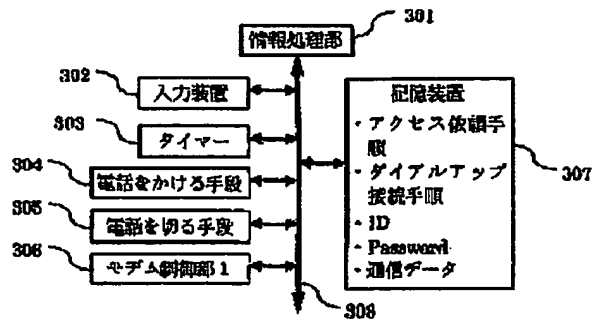 301
情報処理部
302
入力装置
303
タイマー
304
電話をかける手段
305
電話を切る手段
306
モデム制御部1
記憶装置
・アクセス依頼手
順
・ダイアルアップ
接続手順
・ID
・Password
・通信データ
307
308